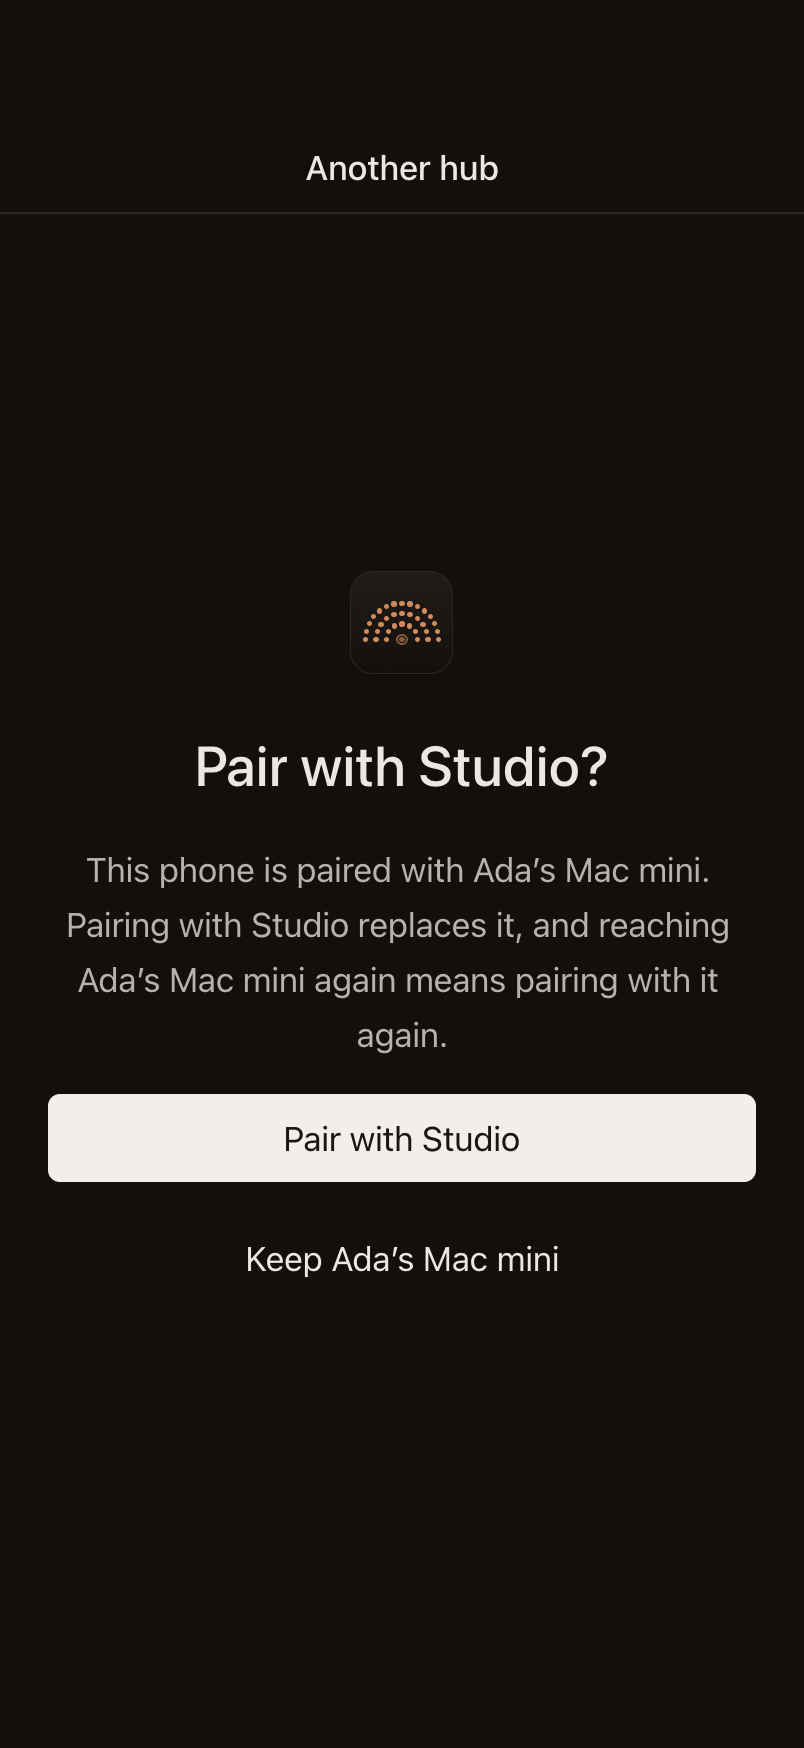 Another hub
Pair with Studio?
This phone is paired with Ada’s Mac mini.
Pairing with Studio replaces it, and reaching
Ada’s Mac mini again means pairing with it
again.
Pair with Studio
Keep Ada’s Mac mini